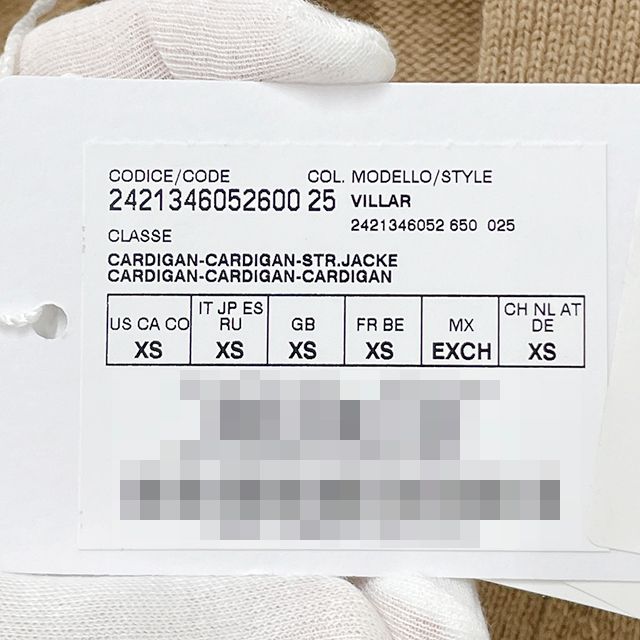 CODICE/CODE COL. MODELLO/STYLE
2421346052600 25 VILLAR
2421346052 650 025
CLASSE
CARDIGAN-CARDIGAN-STR.JACKE
CARDIGAN-CARDIGAN-CARDIGAN
US CA CO IT JP ES RU GB FR BE MX CH NL AT DE
XS XS XS XS EXCH XS